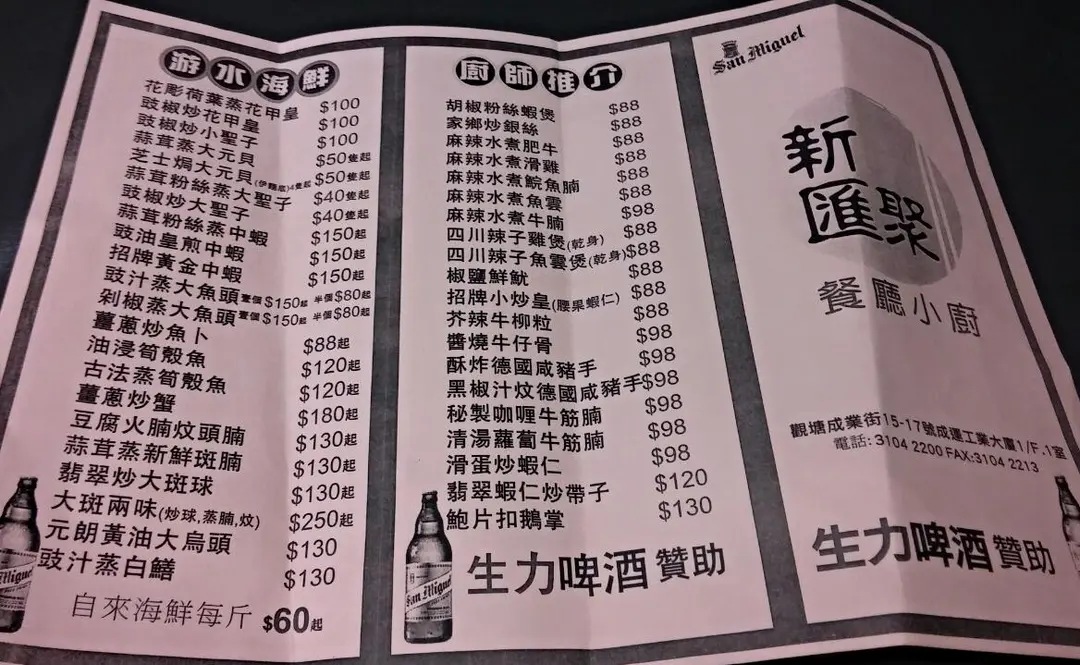 游水海鮮
花彫荷葉蒸花甲皇 $100
豉椒炒花甲皇 $100
豉椒炒小聖子 $100
蒜茸蒸大元貝 $50隻起
芝士焗大元貝(伊麵底)4隻起 $50隻起
蒜茸粉絲蒸大聖子 $40隻起
豉椒炒大聖子 $40隻起
蒜茸粉絲蒸中蝦 $150起
豉油皇煎中蝦 $150起
招牌黃金中蝦 $150起
豉汁蒸大魚頭 壹個$150起 半個$80起
剁椒蒸大魚頭 壹個$150起 半個$80起
薑蔥炒魚卜 $88起
油浸筍殼魚 $120起
古法蒸筍殼魚 $120起
薑蔥炒蟹 $180起
豆腐火腩炆頭腩 $130起
蒜茸蒸新鮮斑腩 $130起
翡翠炒大斑球 $130起
大斑兩味(炒球,蒸腩,炆) $250起
元朗黃油大烏頭 $130
豉汁蒸白鱔 $130
自來海鮮每斤 $60起
San Miguel
廚師推介
胡椒粉絲蝦煲 $88
家鄉炒銀絲 $88
麻辣水煮肥牛 $88
麻辣水煮滑雞 $88
麻辣水煮鯇魚腩 $88
麻辣水煮魚雲 $88
麻辣水煮牛腩 $98
四川辣子雞煲(乾身) $88
四川辣子魚雲煲(乾身) $88
椒鹽鮮魷 $88
招牌小炒皇(腰果蝦仁) $88
芥辣牛柳粒 $88
醬燒牛仔骨 $98
酥炸德國咸豬手 $98
黑椒汁炆德國咸豬手 $98
秘製咖喱牛筋腩 $98
清湯蘿蔔牛筋腩 $98
滑蛋炒蝦仁 $98
翡翠蝦仁炒帶子 $120
鮑片扣鵝掌 $130
San Miguel
生力啤酒 贊助
San Miguel
新
匯聚
餐廳小廚
觀塘成業街15-17號成運工業大廈1/F.1室
電話: 3104 2200 FAX:3104 2213
生力啤酒 贊助